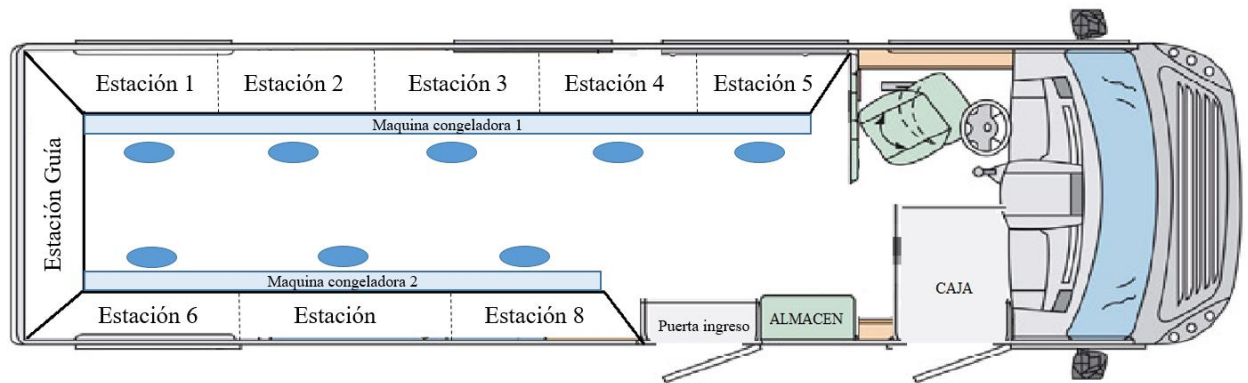 Estación 1
Estación 2
Estación 3
Estación 4
Estación 5
Maquina congeladora 1
Estación Guía
Maquina congeladora 2
Estación 6
Estación
Estación 8
Puerta ingreso
ALMACEN
CAJA